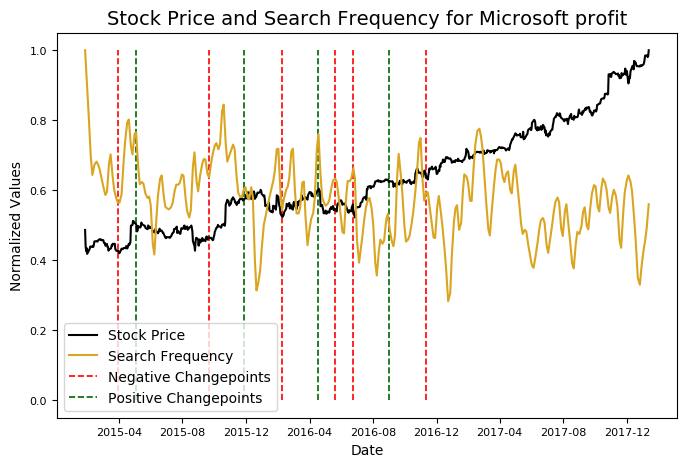 Stock Price and Search Frequency for Microsoft profit
Normalized Values
1.0
0.8
0.6
0.4
0.2
0.0
Stock Price
Search Frequency
Negative Changepoints
Positive Changepoints
2015-04 2015-08 2015-12 2016-04 2016-08 2016-12 2017-04 2017-08 2017-12
Date